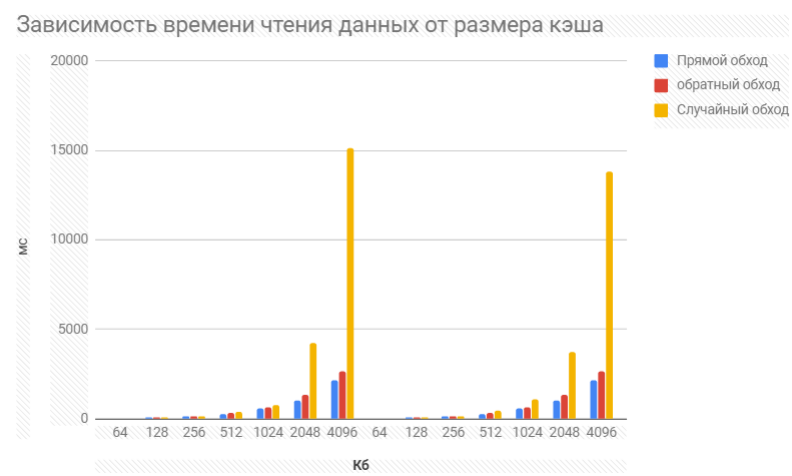 Зависимость времени чтения данных от размера кэша
Прямой обход
обратный обход
Случайный обход
20000
15000
10000
5000
0
мс
64 128 256 512 1024 2048 4096 64 128 256 512 1024 2048 4096
Кб